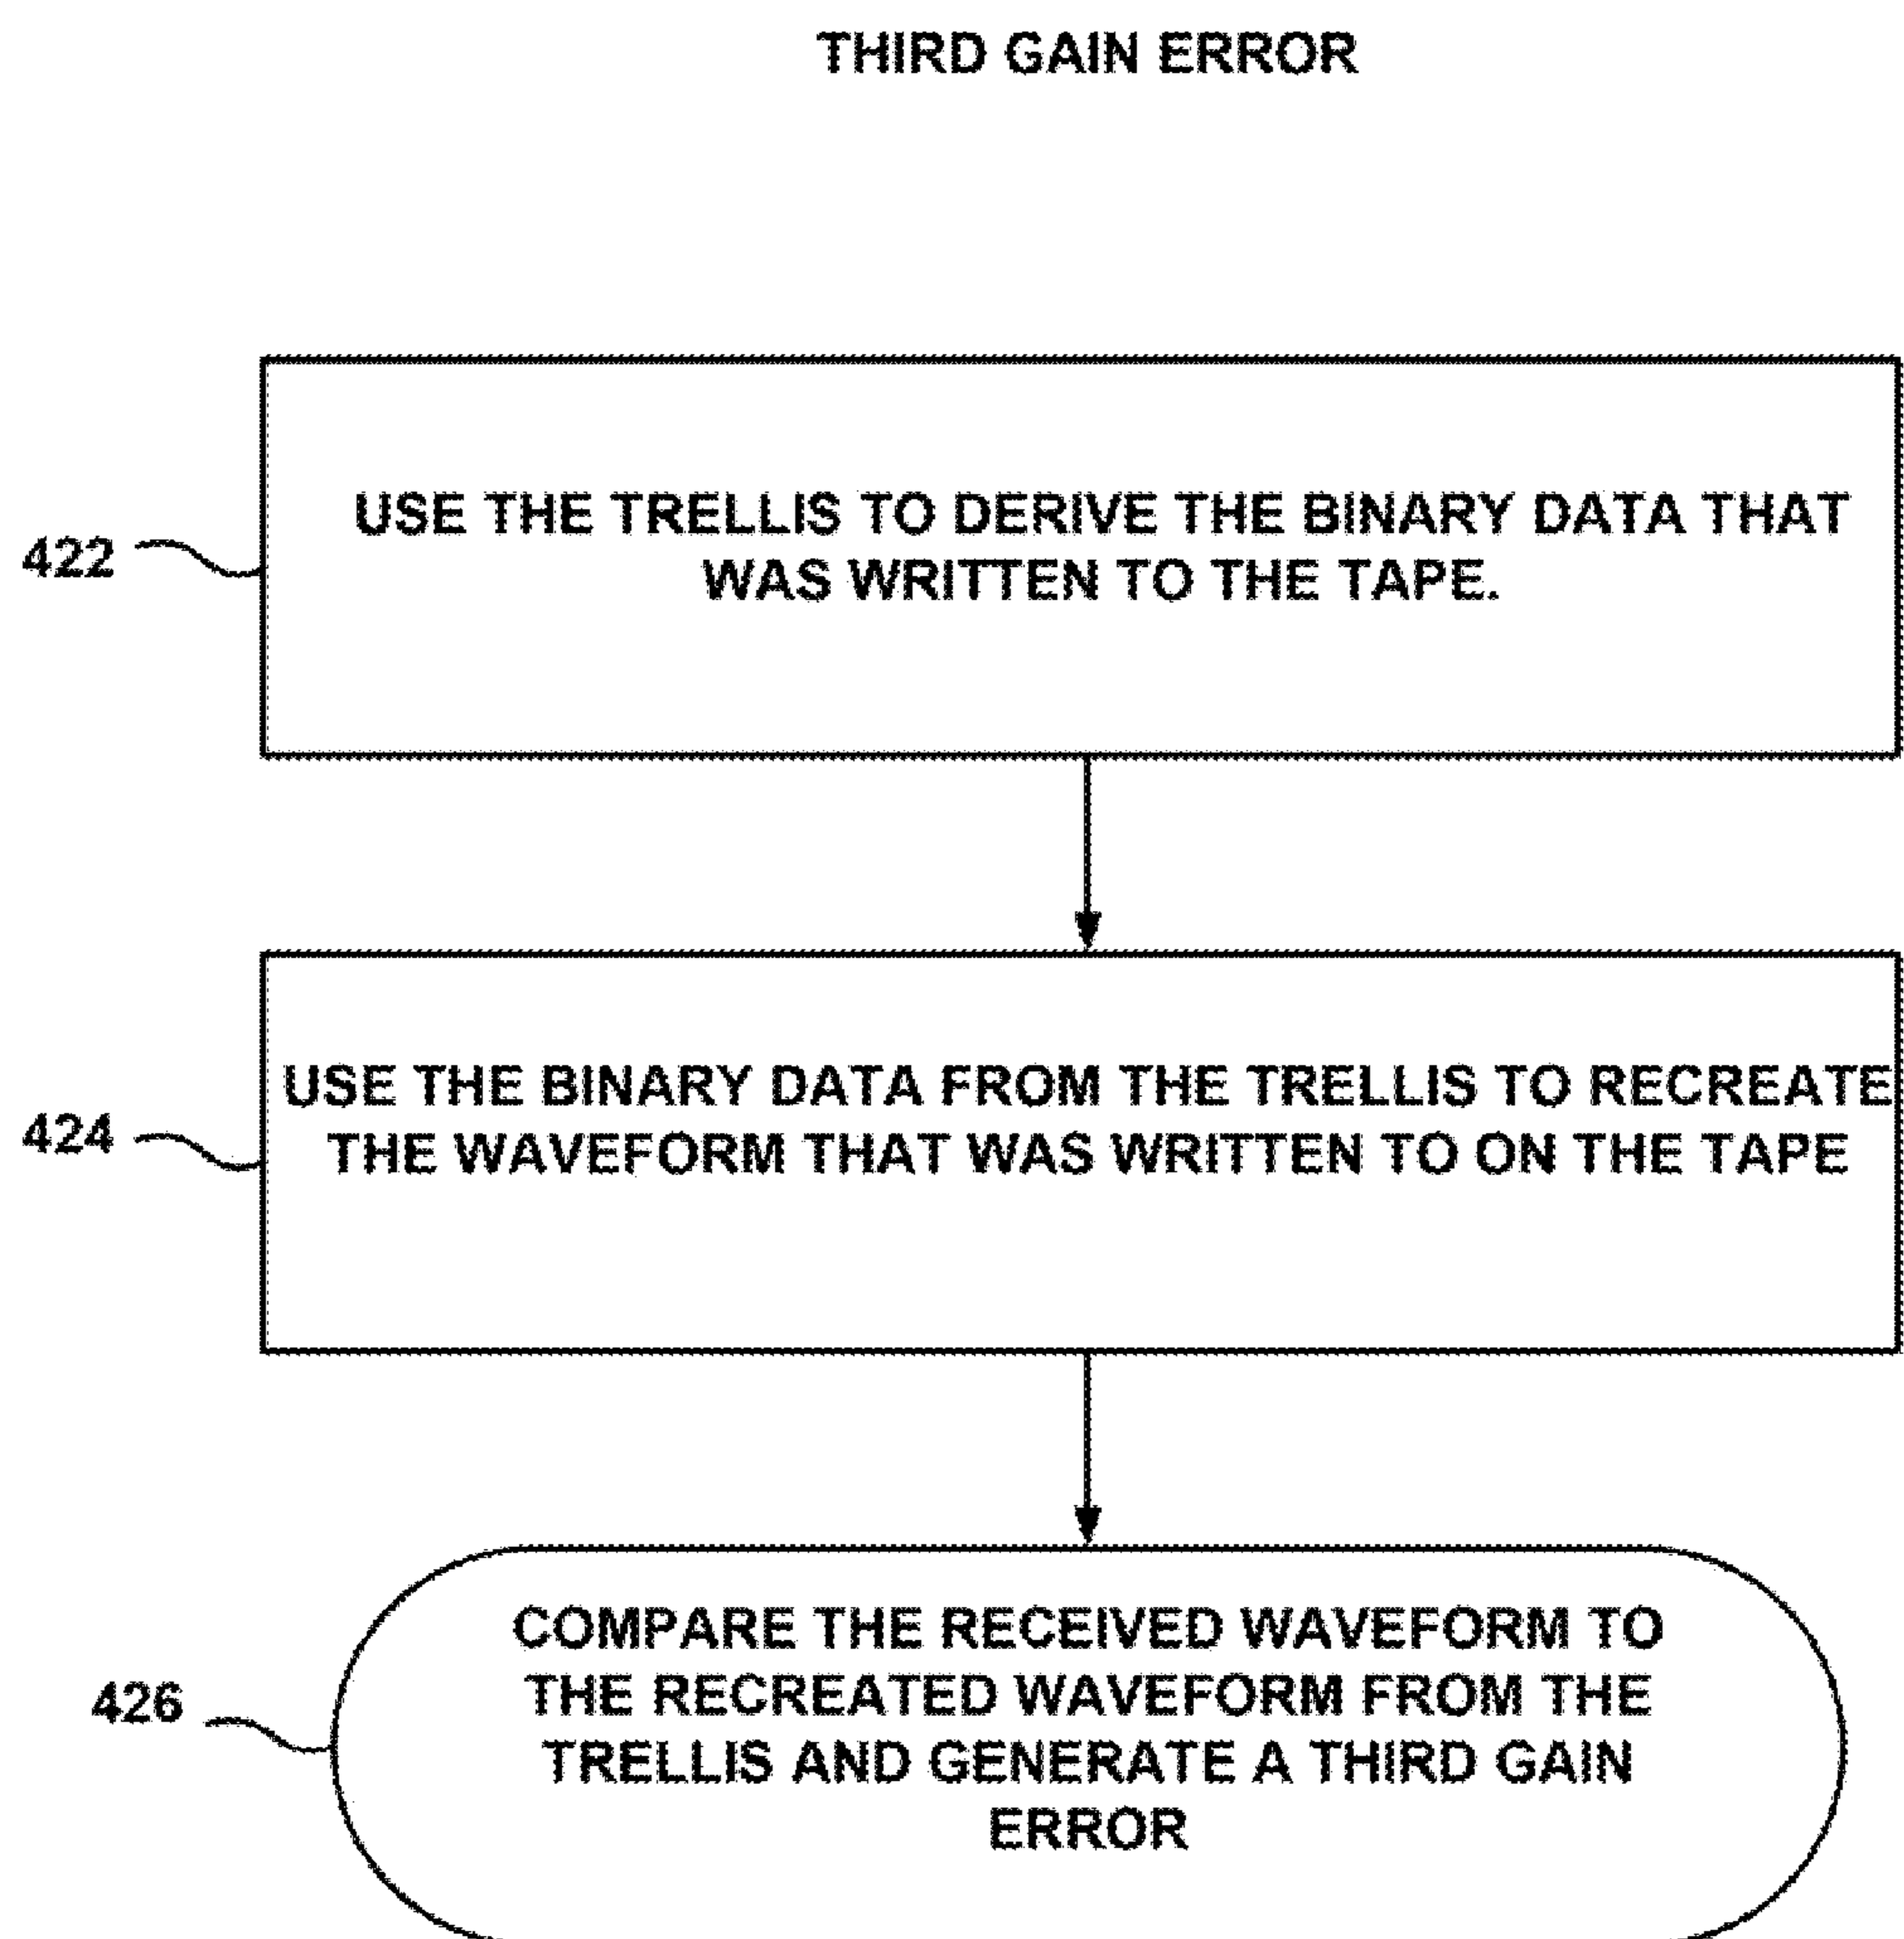 THIRD GAIN ERROR
USE THE TRELLIS TO DERIVE THE BINARY DATA THAT
WAS WRITTEN TO THE TAPE.
422
USE THE BINARY DATA FROM THE TRELLIS TO RECREATE
THE WAVEFORM THAT WAS WRITTEN TO ON THE TAPE
424
COMPARE THE RECEIVED WAVEFORM TO
THE RECREATED WAVEFORM FROM THE
TRELLIS AND GENERATE A THIRD GAIN
ERROR
426